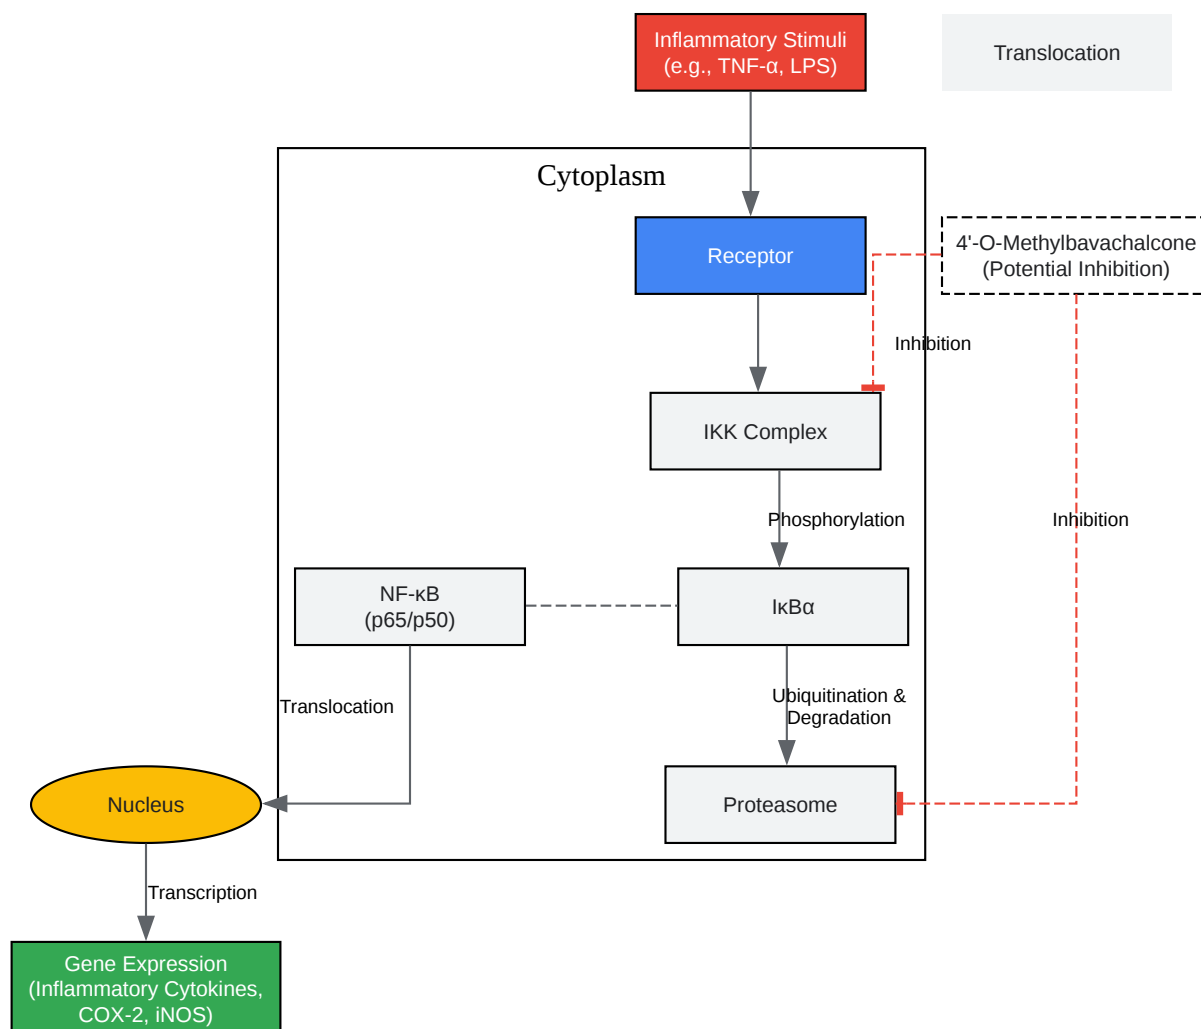 Inflammatory Stimuli
(e.g., TNF-α, LPS)
Translocation
Cytoplasm
Receptor
4'-O-Methylbavachalcone
(Potential Inhibition)
Inhibition
IKK Complex
Phosphorylation
Inhibition
NF-κB
(p65/p50)
IκBα
Translocation
Ubiquitination &
Degradation
Nucleus
Proteasome
Transcription
Gene Expression
(Inflammatory Cytokines,
COX-2, iNOS)